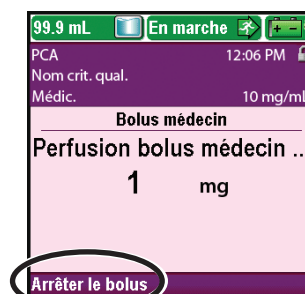 99.9 mL En marche
PCA 12:06 PM
Nom crit. qual.
Médic. 10 mg/ml
Bolus médecin
Perfusion bolus médecin ..
1 mg
Arrêter le bolus